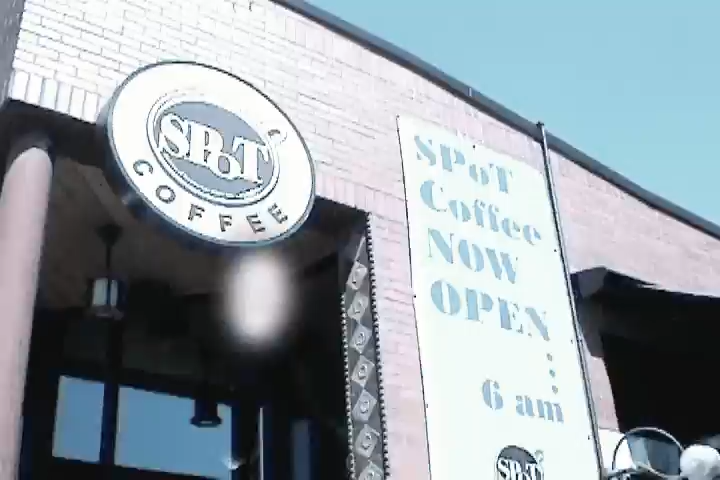 SPoT
COFFEE
SPoT
Coffee
NOW
OPEN
:
6 am
SPoT